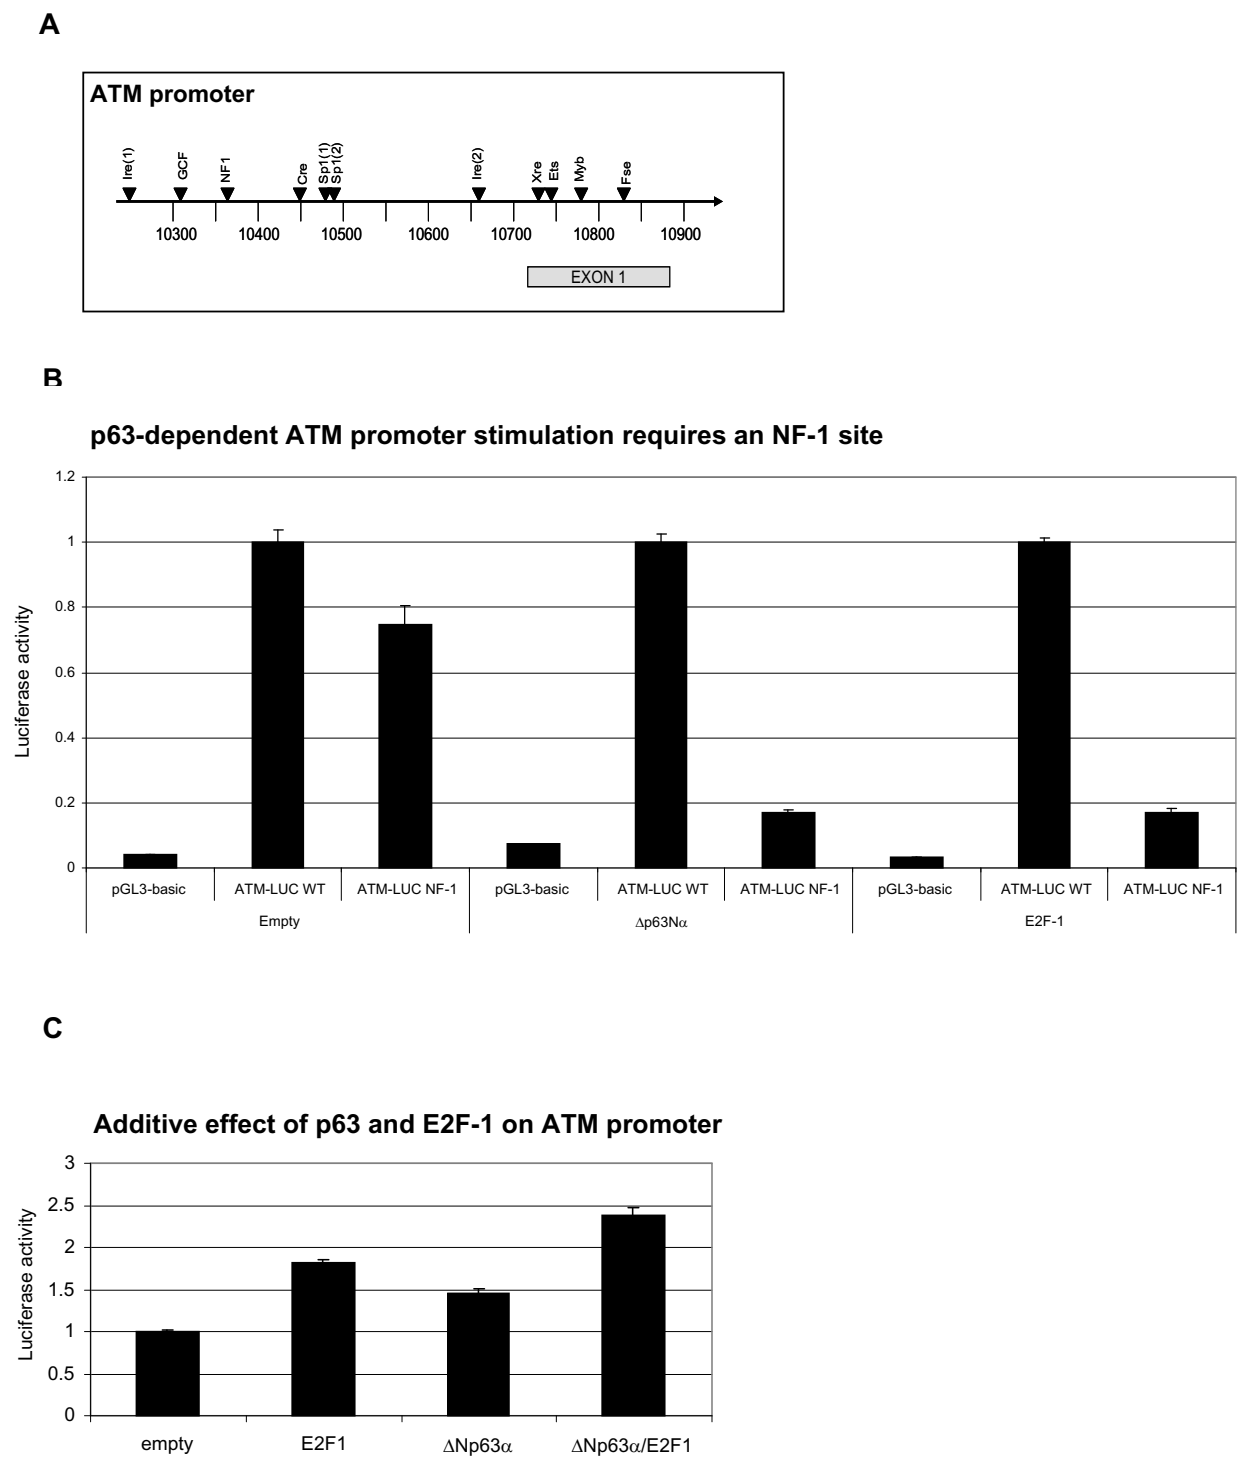 A
ATM promoter
Ire(1) GCF NF1 Cre Sp1(1) Sp1(2) Ire(2) Xre Ets Myb Fse
10300 10400 10500 10600 10700 10800 10900
EXON 1
B
p63-dependent ATM promoter stimulation requires an NF-1 site
Luciferase activity
1.2
1
0.8
0.6
0.4
0.2
0
pGL3-basic ATM-LUC WT ATM-LUC NF-1 pGL3-basic ATM-LUC WT ATM-LUC NF-1 pGL3-basic ATM-LUC WT ATM-LUC NF-1
Empty Δp63Nα E2F-1
C
Additive effect of p63 and E2F-1 on ATM promoter
Luciferase activity
3
2.5
2
1.5
1
0.5
0
empty E2F1 ΔNp63α ΔNp63α/E2F1